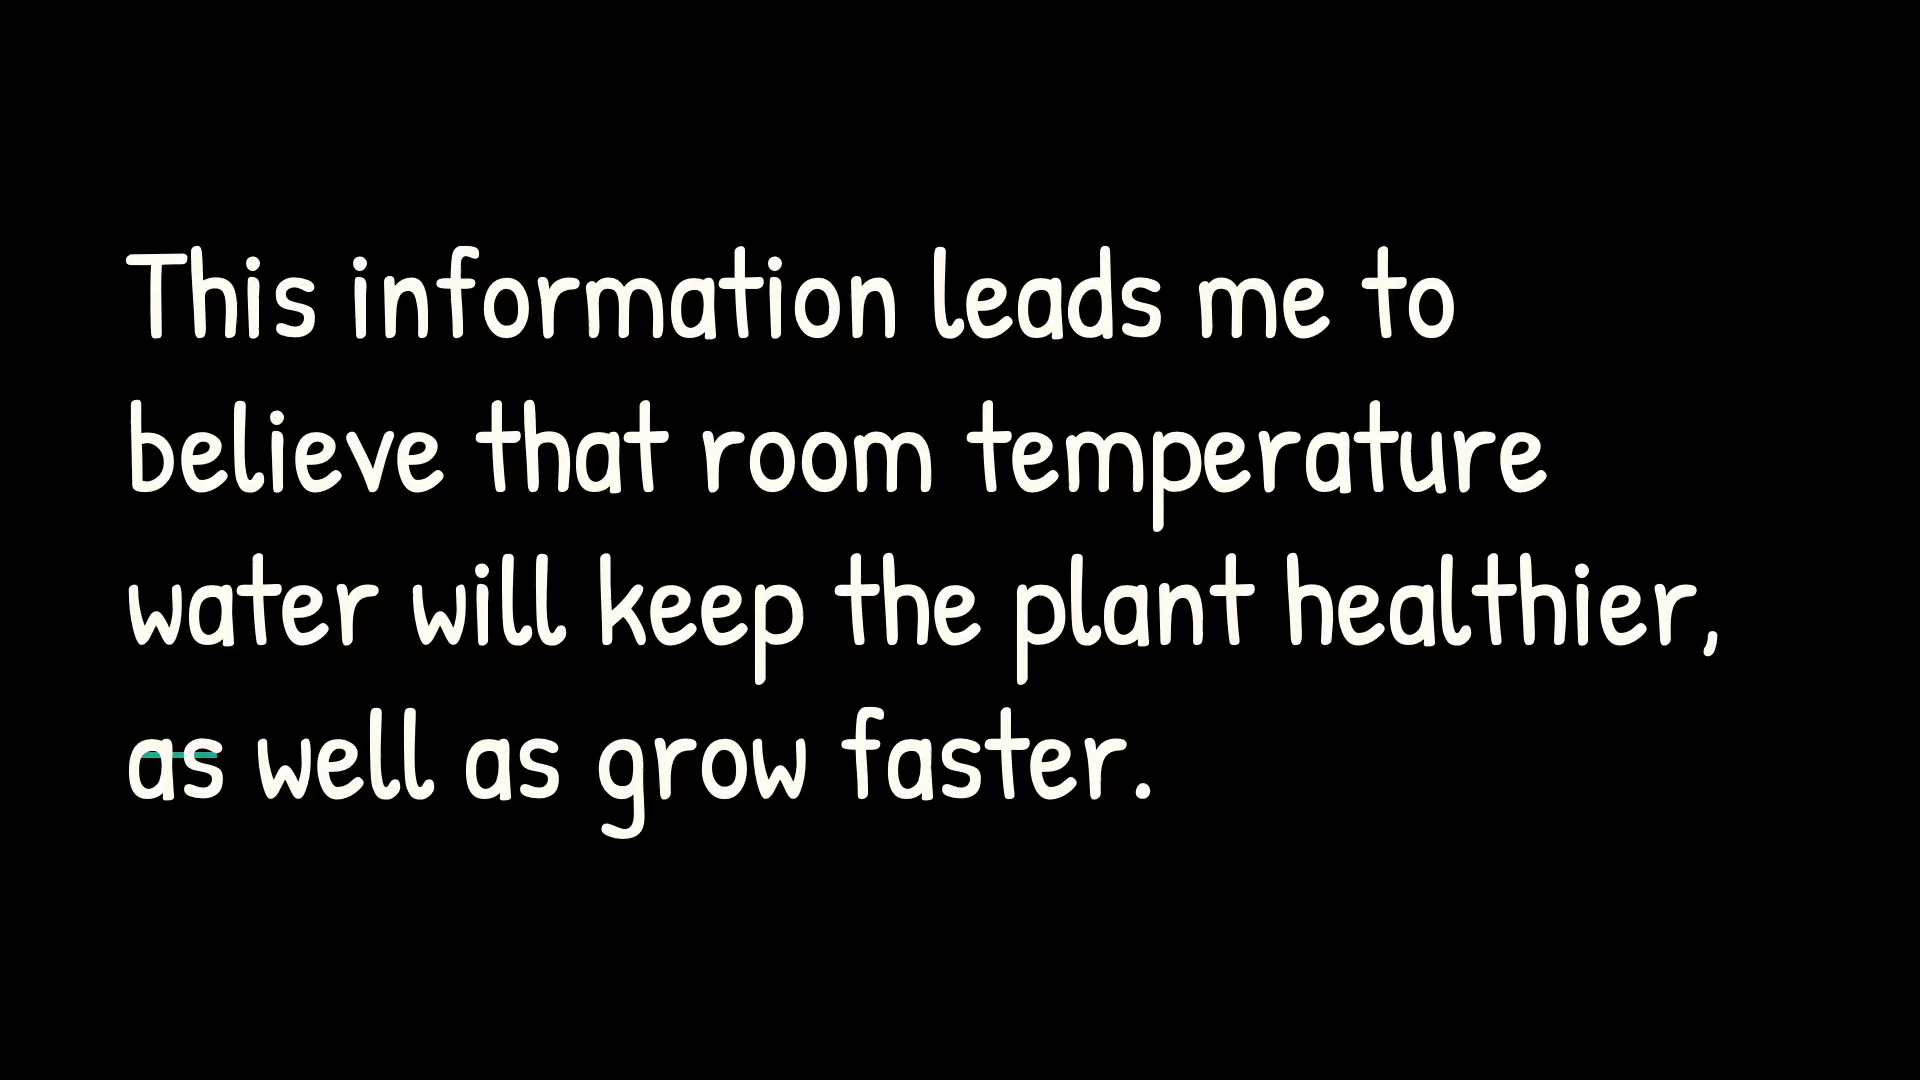 This information leads me to
believe that room temperature
water will keep the plant healthier,
as well as grow faster.